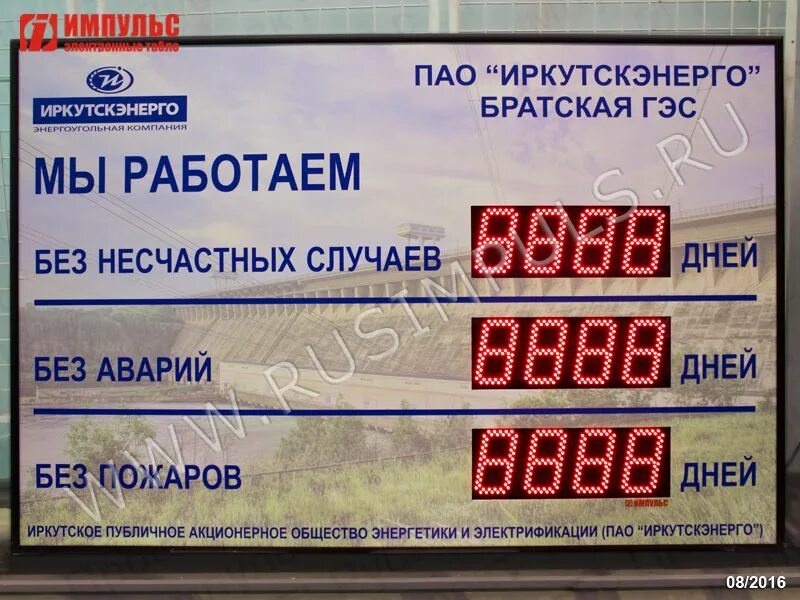 ИМПУЛЬС
электронные табло
ИРКУТСКЭНЕРГО
ЭНЕРГОУГОЛЬНАЯ КОМПАНИЯ
ПАО “ИРКУТСКЭНЕРГО”
БРАТСКАЯ ГЭС
МЫ РАБОТАЕМ
БЕЗ НЕСЧАСТНЫХ СЛУЧАЕВ 8888 ДНЕЙ
БЕЗ АВАРИЙ 8888 ДНЕЙ
БЕЗ ПОЖАРОВ 8888 ДНЕЙ
ИМПУЛЬС
ИРКУТСКОЕ ПУБЛИЧНОЕ АКЦИОНЕРНОЕ ОБЩЕСТВО ЭНЕРГЕТИКИ И ЭЛЕКТРИФИКАЦИИ (ПАО “ИРКУТСКЭНЕРГО”)
WWW.RUSIMPULS.RU
08/2016